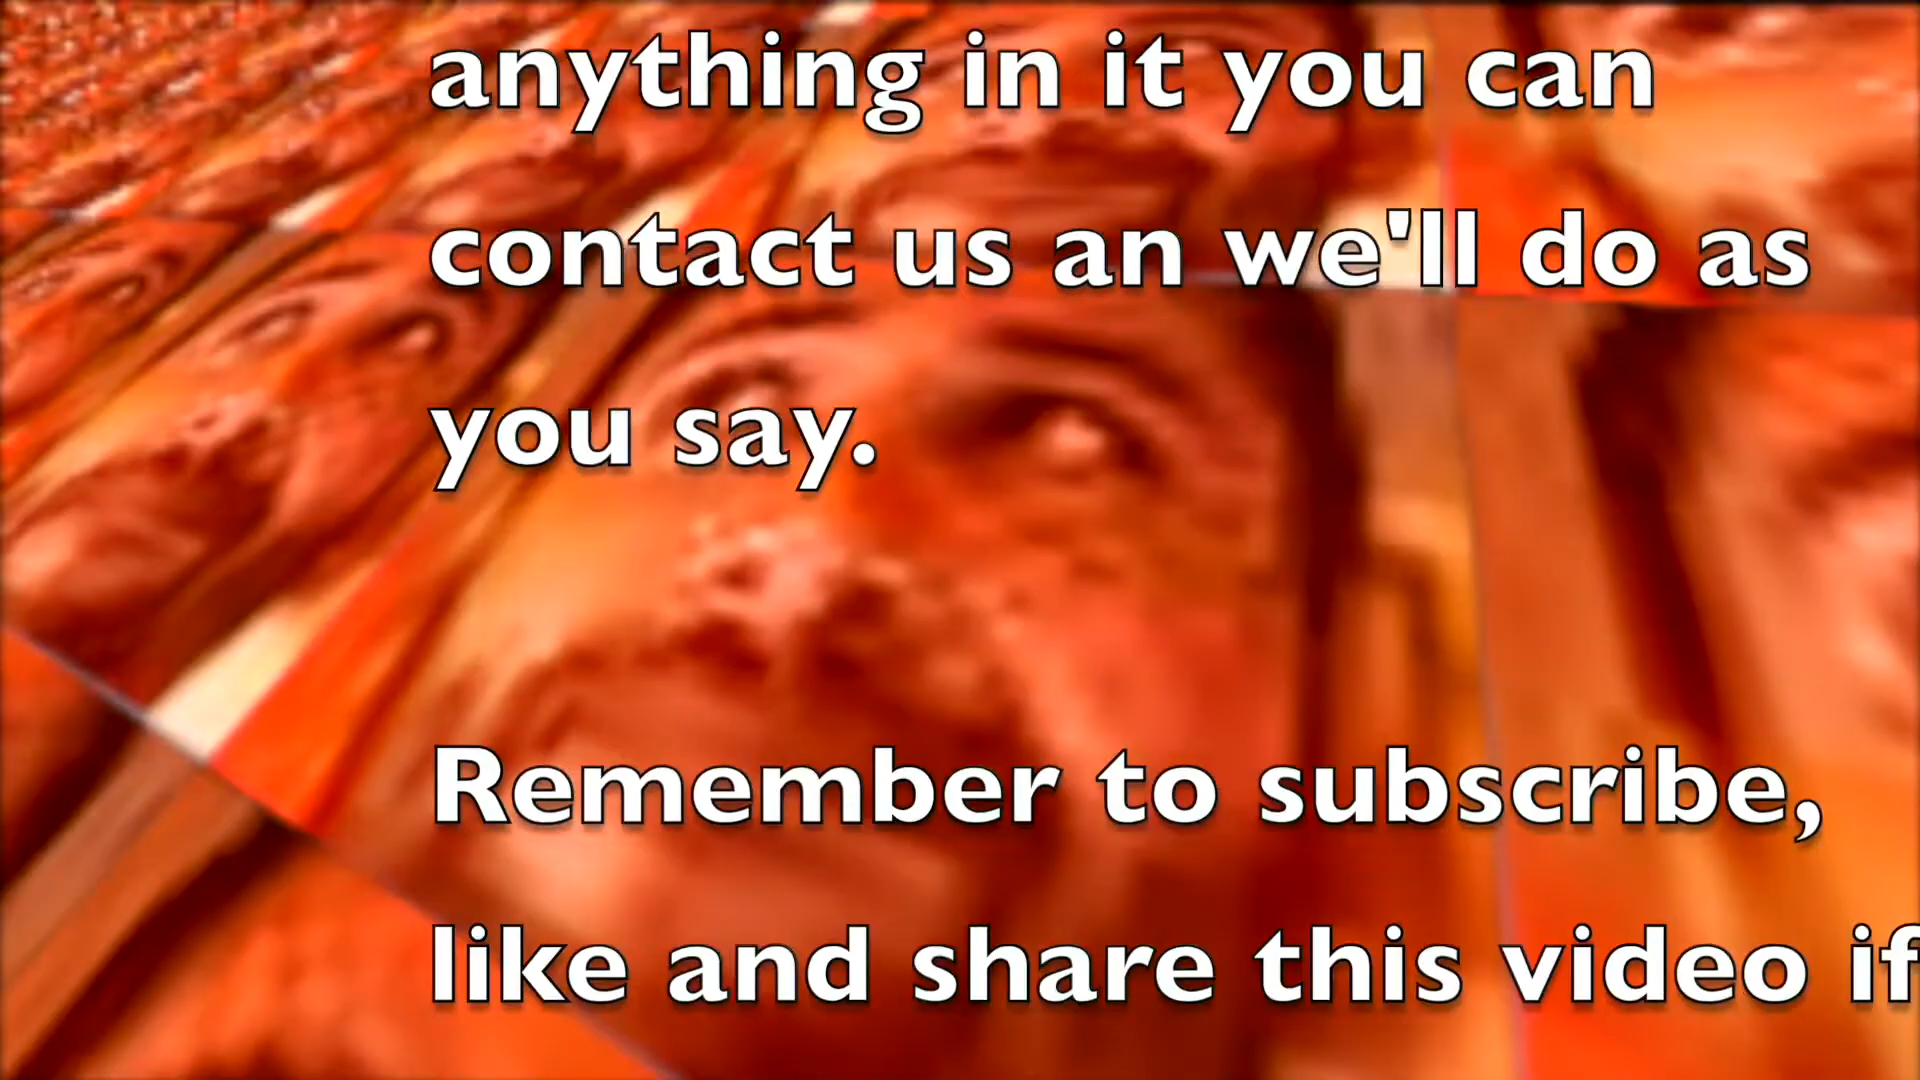 anything in it you can
contact us an we'll do as
you say.
Remember to subscribe,
like and share this video if